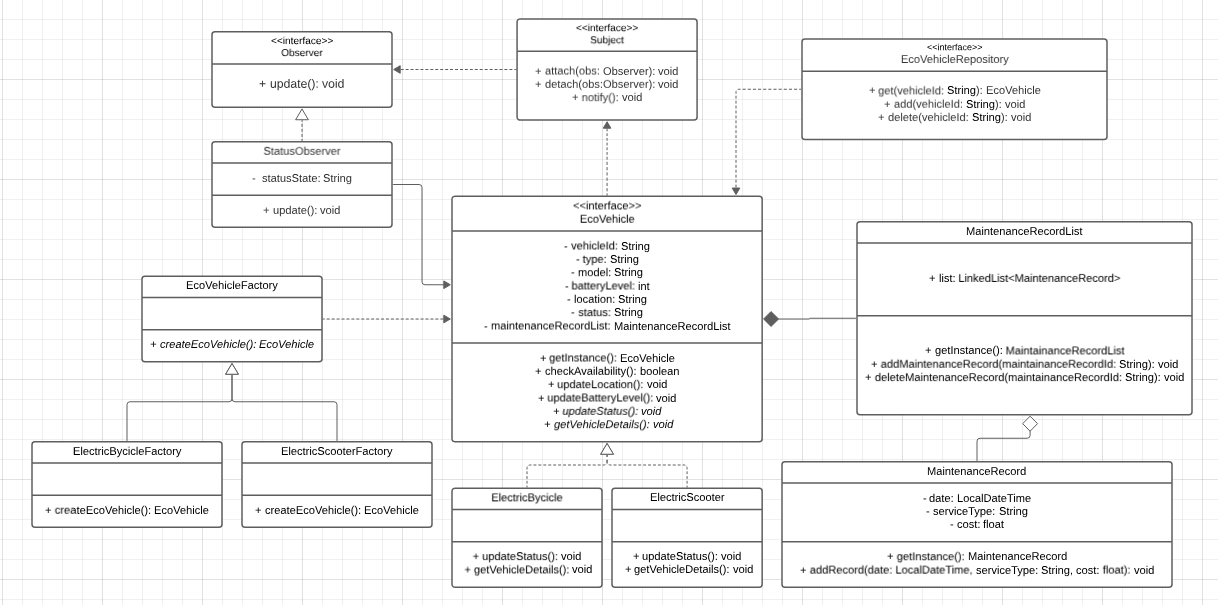 <<interface>>
Observer
+ update(): void
<<interface>>
Subject
+ attach(obs: Observer): void
+ detach(obs:Observer): void
+ notify(): void
<<interface>>
EcoVehicleRepository
+ get(vehicleId: String): EcoVehicle
+ add(vehicleId: String): void
+ delete(vehicleId: String): void
StatusObserver
- statusState: String
+ update(): void
<<interface>>
EcoVehicle
- vehicleId: String
- type: String
- model: String
- batteryLevel: int
- location: String
- status: String
- maintenanceRecordList: MaintenanceRecordList
+ getInstance(): EcoVehicle
+ checkAvailability(): boolean
+ updateLocation(): void
+ updateBatteryLevel(): void
+ updateStatus(): void
+ getVehicleDetails(): void
MaintenanceRecordList
+ list: LinkedList<MaintenanceRecord>
+ getInstance(): MaintainanceRecordList
+ addMaintenanceRecord(maintainanceRecordId: String): void
+ deleteMaintenanceRecord(maintainanceRecordId: String): void
EcoVehicleFactory
+ createEcoVehicle(): EcoVehicle
ElectricBycicleFactory
+ createEcoVehicle(): EcoVehicle
ElectricScooterFactory
+ createEcoVehicle(): EcoVehicle
ElectricBycicle
+ updateStatus(): void
+ getVehicleDetails(): void
ElectricScooter
+ updateStatus(): void
+ getVehicleDetails(): void
MaintenanceRecord
- date: LocalDateTime
- serviceType: String
- cost: float
+ getInstance(): MaintenanceRecord
+ addRecord(date: LocalDateTime, serviceType: String, cost: float): void